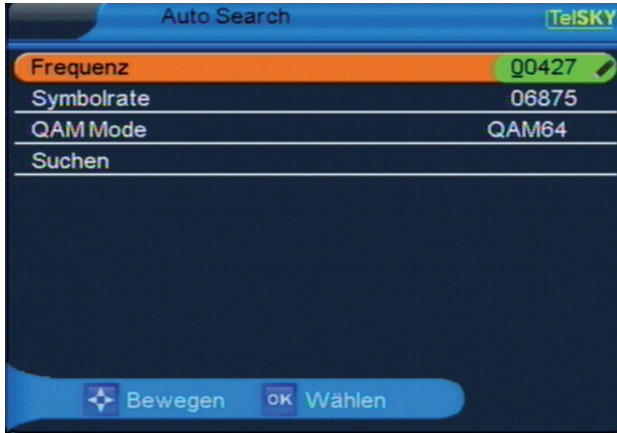 Auto Search TelSKY
Frequenz 00427
Symbolrate 06875
QAM Mode QAM64
Suchen
Bewegen OK Wählen